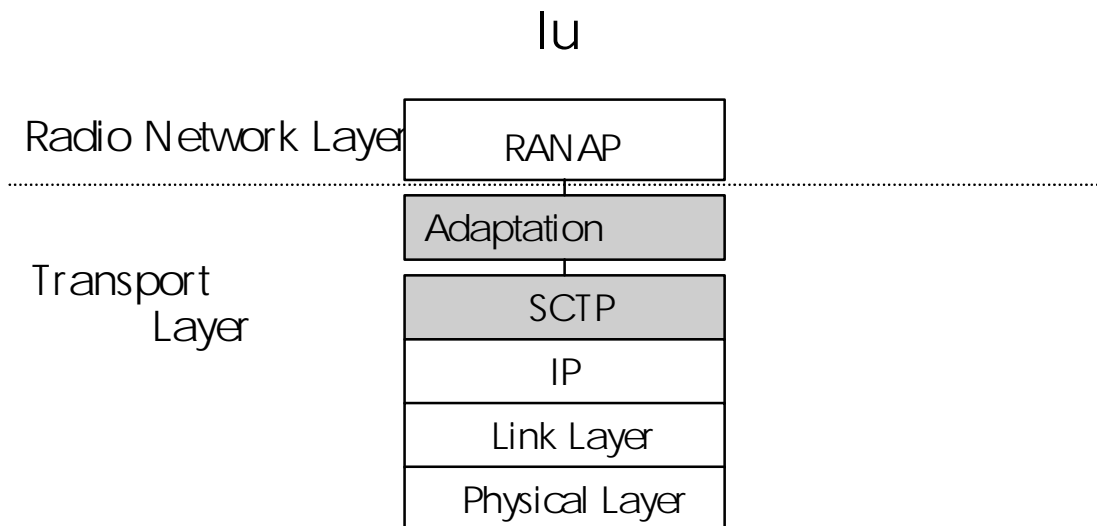 Iu
Radio Network Layer
RANAP
Adaptation
Transport
Layer
SCTP
IP
Link Layer
Physical Layer